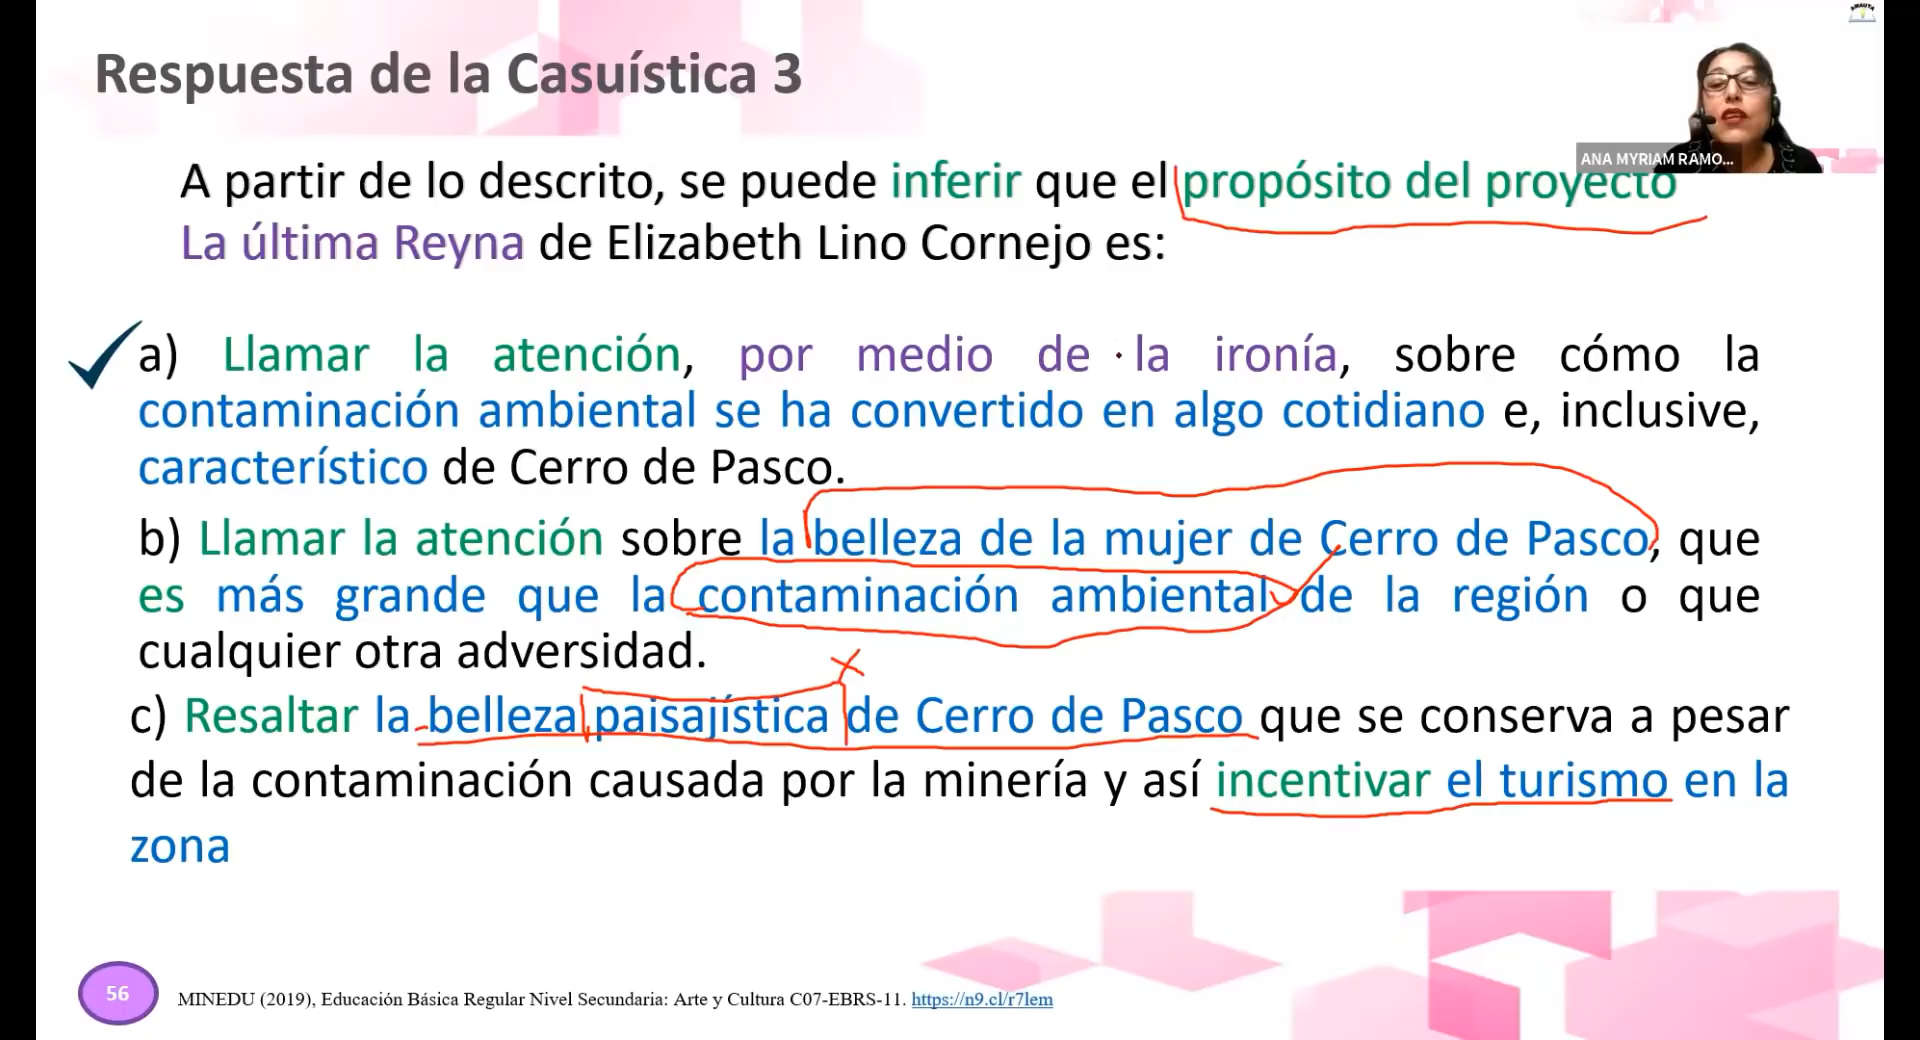 AMAUTA
Respuesta de la Casuística 3
ANA MYRIAM RAMO...
A partir de lo descrito, se puede inferir que el propósito del proyecto
La última Reyna de Elizabeth Lino Cornejo es:
a) Llamar la atención, por medio de la ironía, sobre cómo la
contaminación ambiental se ha convertido en algo cotidiano e, inclusive,
característico de Cerro de Pasco.
b) Llamar la atención sobre la belleza de la mujer de Cerro de Pasco, que
es más grande que la contaminación ambiental de la región o que
cualquier otra adversidad.
c) Resaltar la belleza paisajística de Cerro de Pasco que se conserva a pesar
de la contaminación causada por la minería y así incentivar el turismo en la
zona
56
MINEDU (2019), Educación Básica Regular Nivel Secundaria: Arte y Cultura C07-EBRS-11. https://n9.cl/r7lem